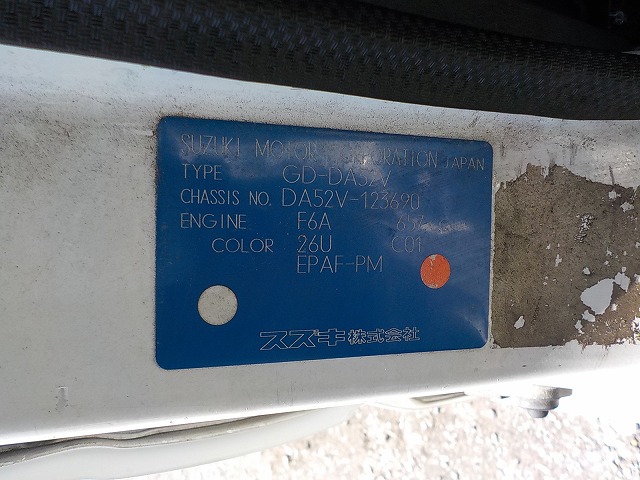 SUZUKI MOTOR CORPORATION JAPAN
TYPE GD-DA52V
CHASSIS NO. DA52V-123690
ENGINE F6A 657
COLOR 26U C01
EPAF-PM
スズキ株式会社